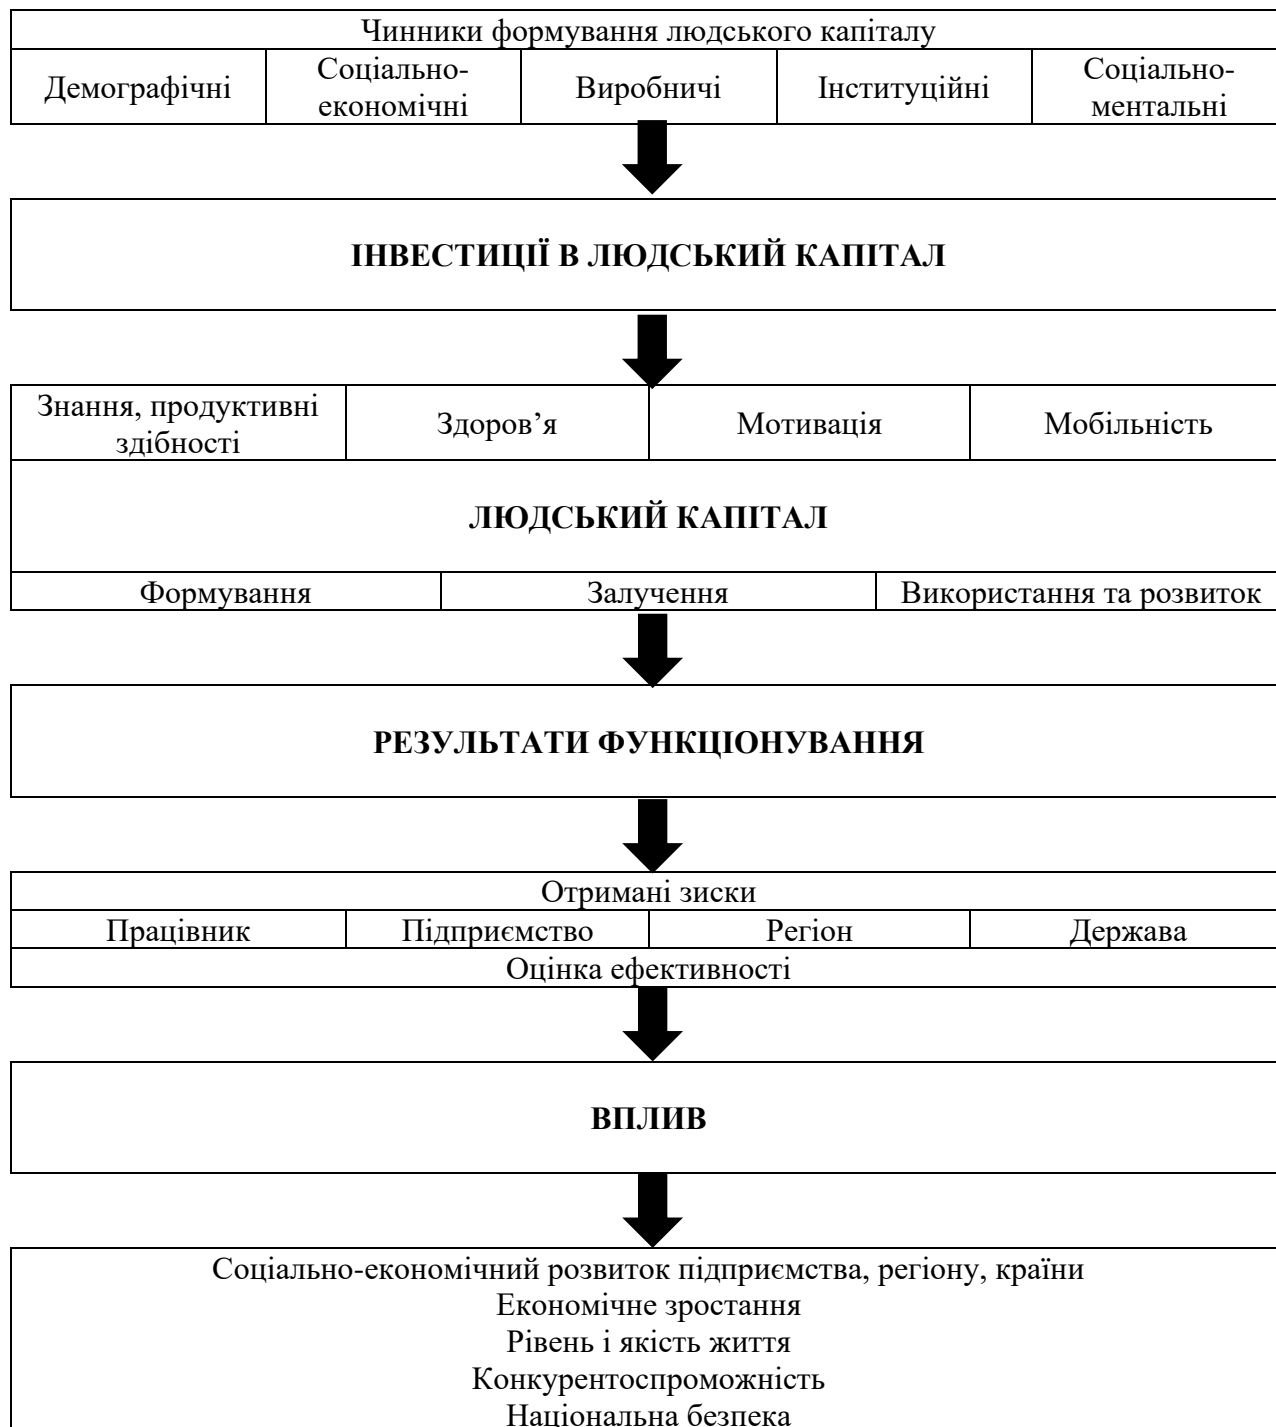 Чинники формування людського капіталу
Демографічні
Соціально-
економічні
Виробничі
Інституційні
Соціально-
ментальні
ІНВЕСТИЦІЇ В ЛЮДСЬКИЙ КАПІТАЛ
Знання, продуктивні
здібності
Здоров’я
Мотивація
Мобільність
ЛЮДСЬКИЙ КАПІТАЛ
Формування
Залучення
Використання та розвиток
РЕЗУЛЬТАТИ ФУНКЦІОНУВАННЯ
Отримані зиски
Працівник
Підприємство
Регіон
Держава
Оцінка ефективності
ВПЛИВ
Соціально-економічний розвиток підприємства, регіону, країни
Економічне зростання
Рівень і якість життя
Конкурентоспроможність
Національна безпека